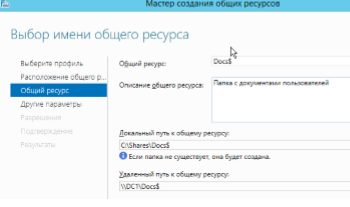 Мастер создания общих ресурсов
Выбор имени общего ресурса
Выберите профиль
Расположение общего р...
Общий ресурс
Другие параметры
Разрешения
Подтверждение
Результаты
Общий ресурс:
Docs$
Описание общего ресурса:
Папка с документами пользователей
Локальный путь к общему ресурсу:
C:\Shares\Docs$
Если папка не существует, она будет создана.
Удаленный путь к общему ресурсу:
\\DC1\Docs$